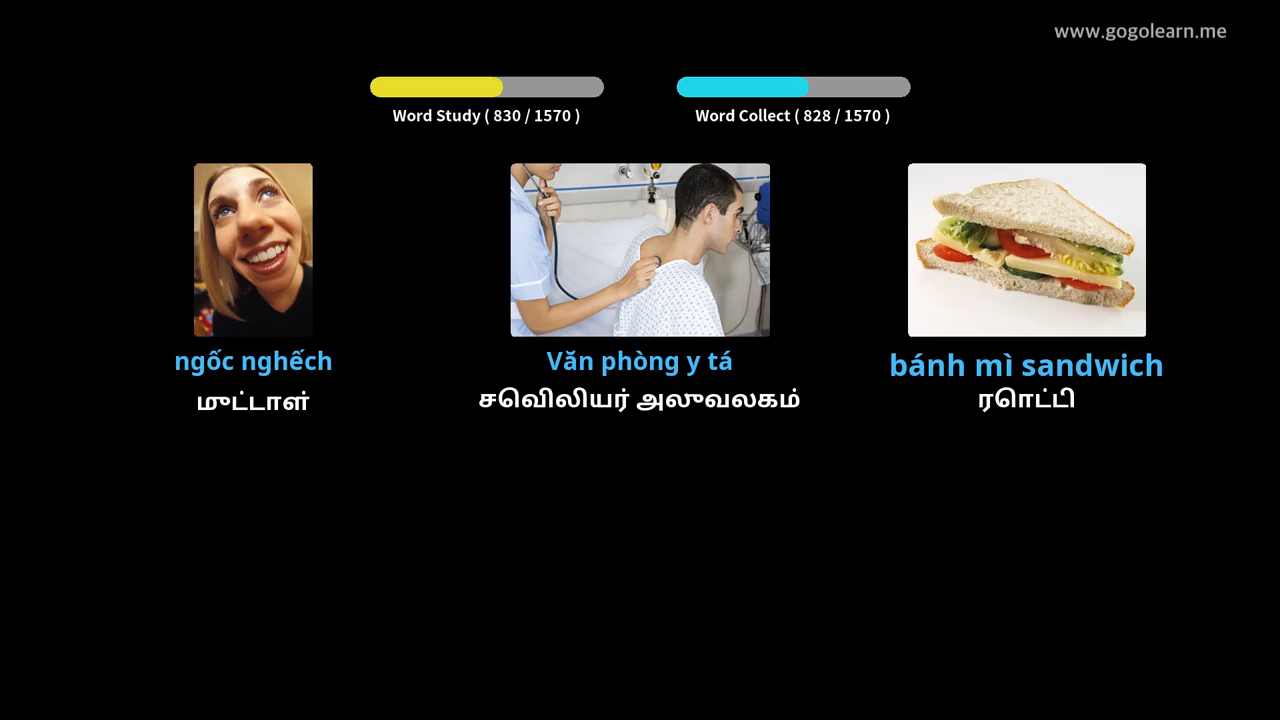 www.gogolearn.me
Word Study ( 830 / 1570 )
Word Collect ( 828 / 1570 )
ngốc nghếch
Văn phòng y tá
bánh mì sandwich
முட்டாள்
செவிலியர் அலுவலகம்
ரொட்டி